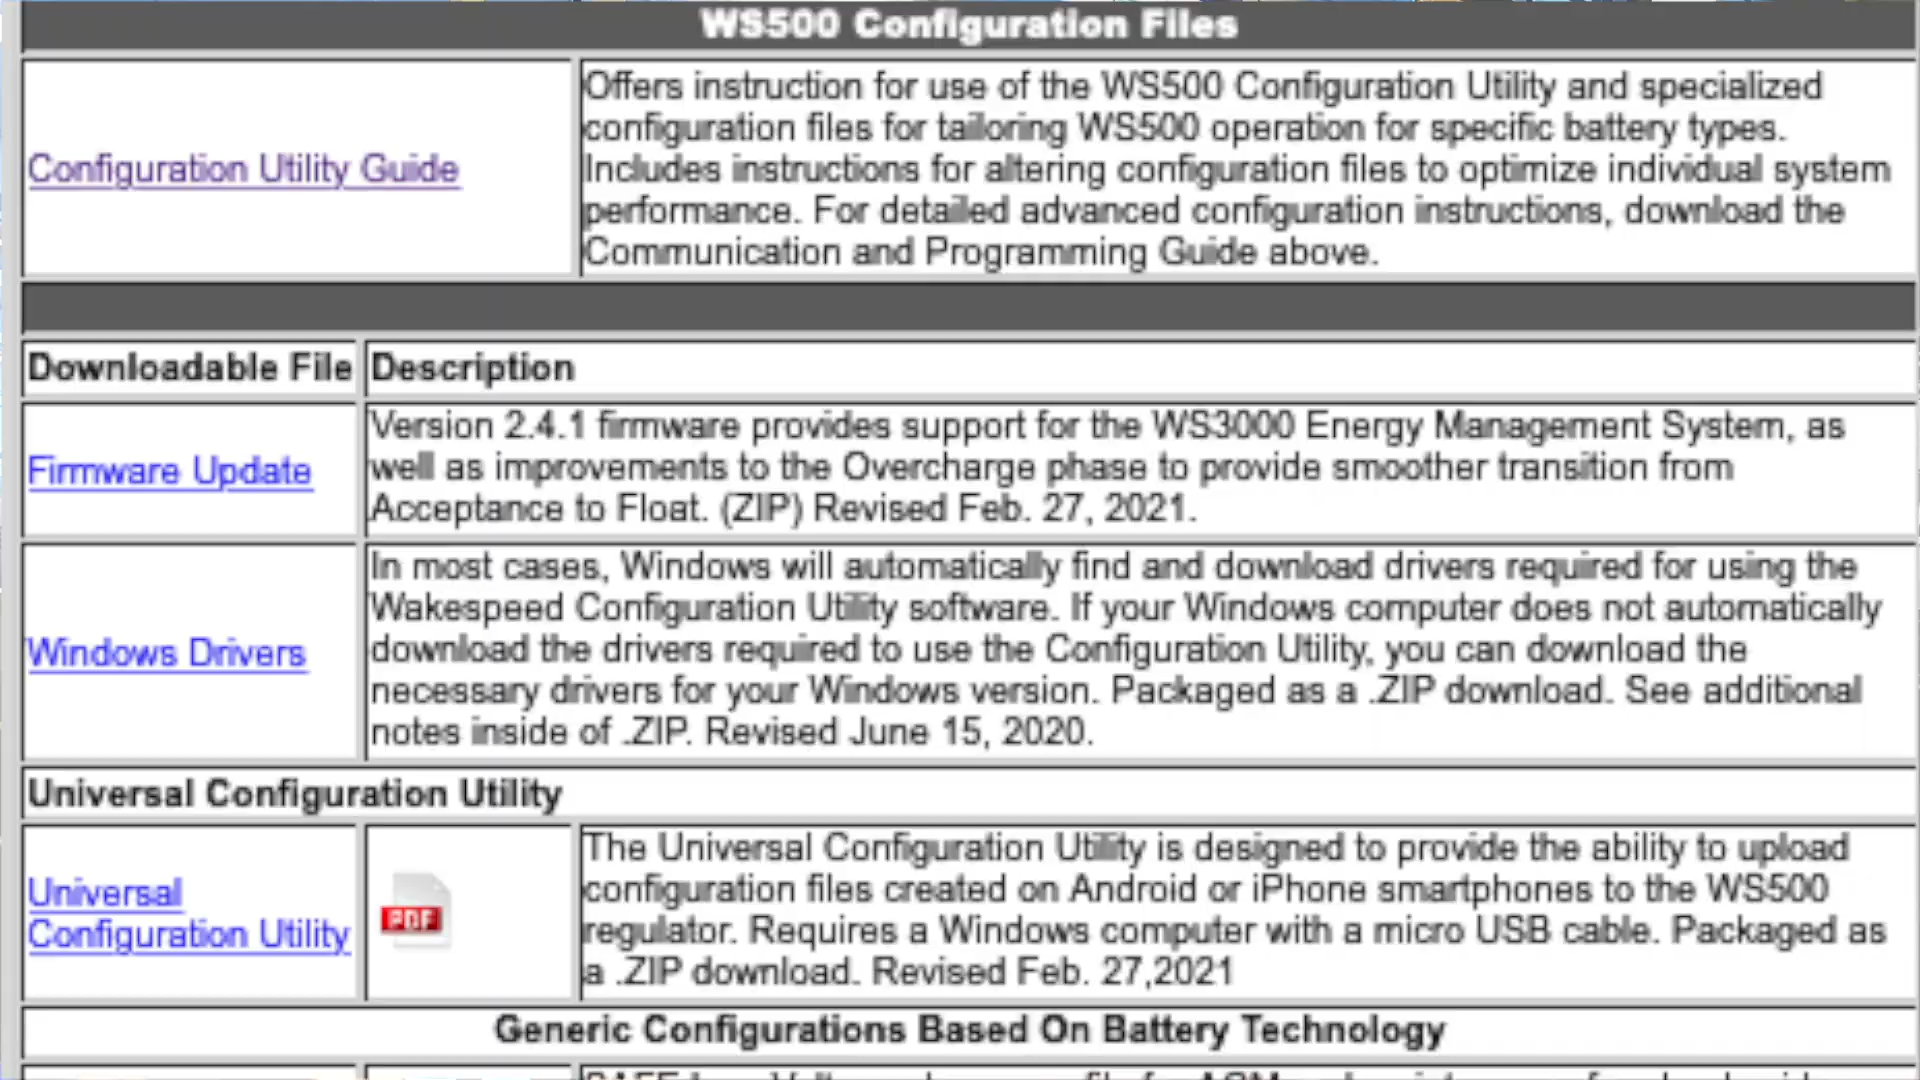 WS500 Configuration Files
Configuration Utility Guide
Offers instruction for use of the WS500 Configuration Utility and specialized
configuration files for tailoring WS500 operation for specific battery types.
Includes instructions for altering configuration files to optimize individual system
performance. For detailed advanced configuration instructions, download the
Communication and Programming Guide above.
Downloadable File
Description
Firmware Update
Version 2.4.1 firmware provides support for the WS3000 Energy Management System, as
well as improvements to the Overcharge phase to provide smoother transition from
Acceptance to Float. (ZIP) Revised Feb. 27, 2021.
Windows Drivers
In most cases, Windows will automatically find and download drivers required for using the
Wakespeed Configuration Utility software. If your Windows computer does not automatically
download the drivers required to use the Configuration Utility, you can download the
necessary drivers for your Windows version. Packaged as a .ZIP download. See additional
notes inside of .ZIP. Revised June 15, 2020.
Universal Configuration Utility
Universal
Configuration Utility
PDF
The Universal Configuration Utility is designed to provide the ability to upload
configuration files created on Android or iPhone smartphones to the WS500
regulator. Requires a Windows computer with a micro USB cable. Packaged as
a .ZIP download. Revised Feb. 27,2021
Generic Configurations Based On Battery Technology